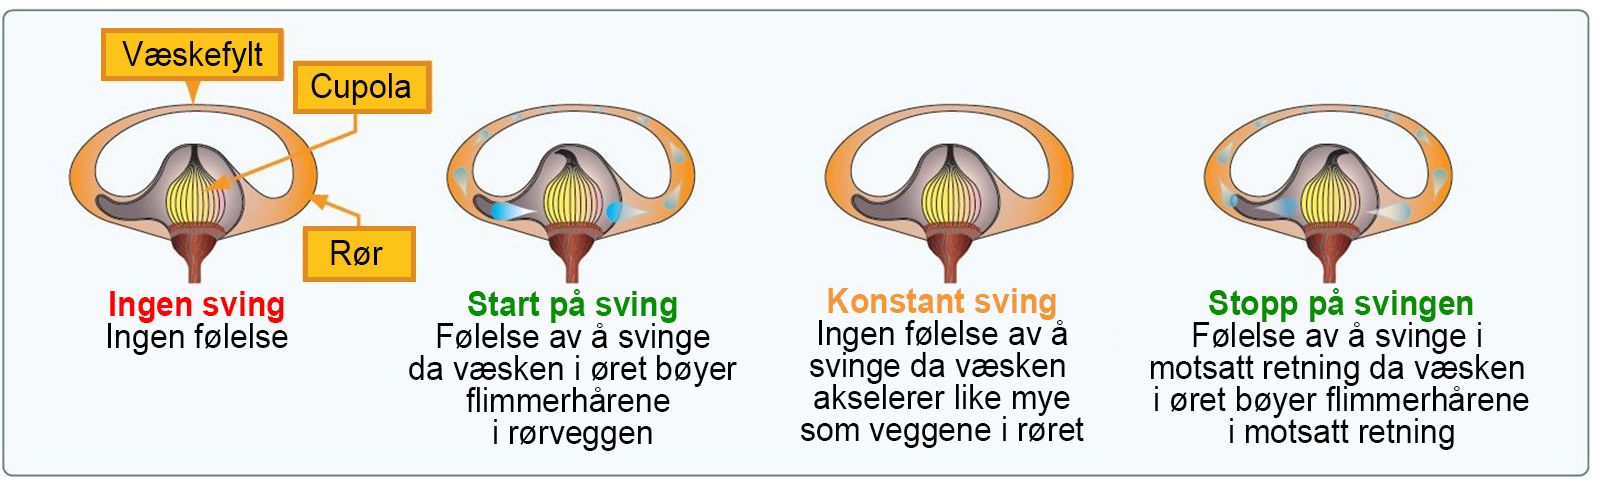 Væskefylt
Cupola
Rør
Ingen sving
Ingen følelse
Start på sving
Følelse av å svinge
da væsken i øret bøyer
flimmerhårene
i rørveggen
Konstant sving
Ingen følelse av å
svinge da væsken
akselerer like mye
som veggene i røret
Stopp på svingen
Følelse av å svinge i
motsatt retning da væsken
i øret bøyer flimmerhårene
i motsatt retning